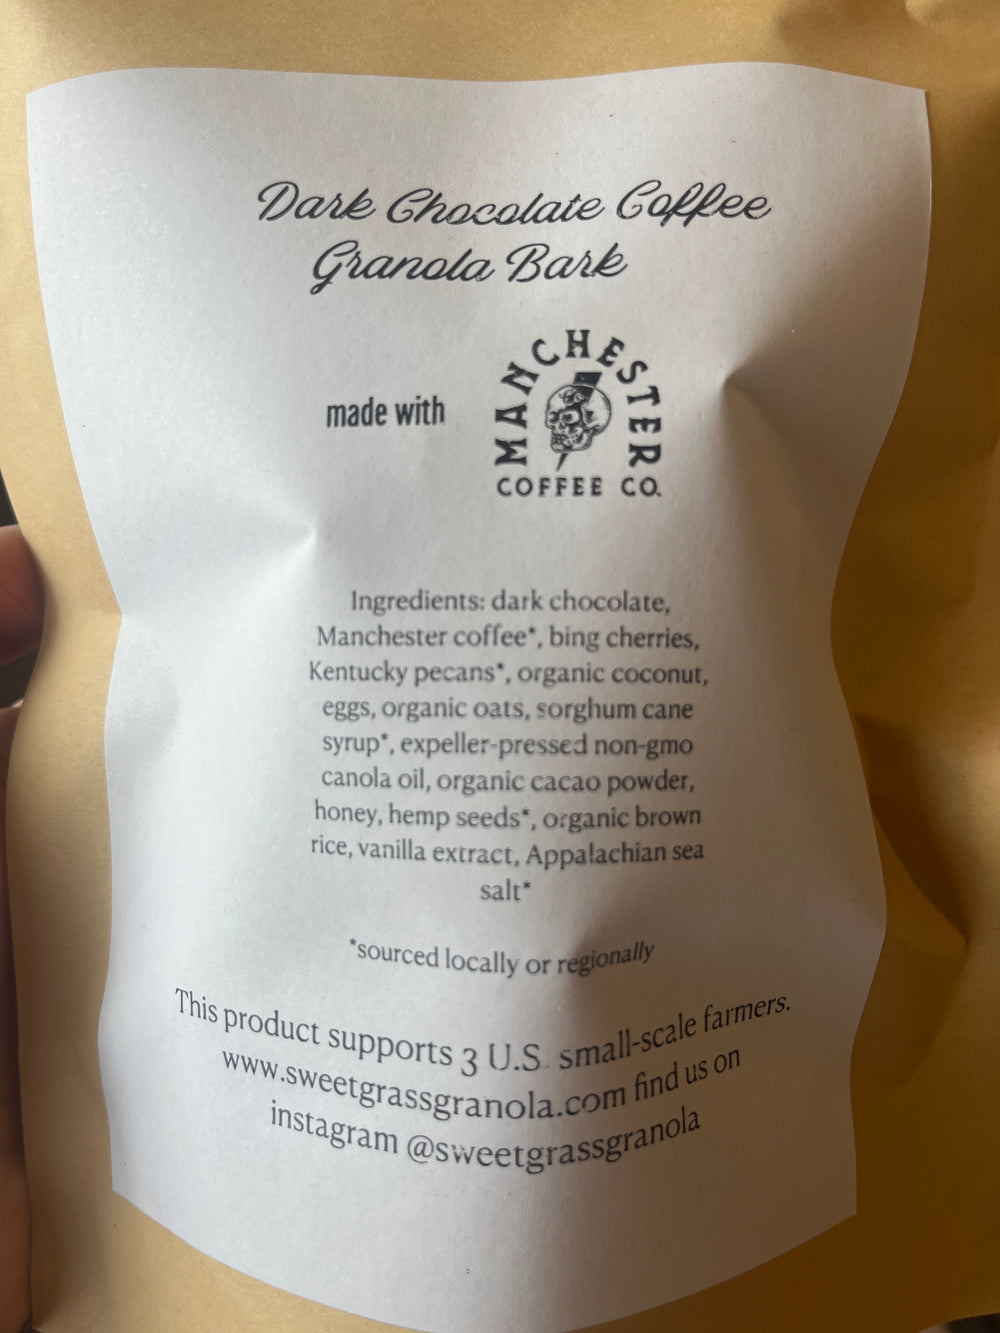 Dark Chocolate Coffee
Granola Bark
made with
MANCHESTER
COFFEE CO.
Ingredients: dark chocolate,
Manchester coffee*, bing cherries,
Kentucky pecans*, organic coconut,
eggs, organic oats, sorghum cane
syrup*, expeller-pressed non-gmo
canola oil, organic cacao powder,
honey, hemp seeds*, organic brown
rice, vanilla extract, Appalachian sea
salt*
*sourced locally or regionally
This product supports 3 U.S. small-scale farmers.
www.sweetgrassgranola.com find us on
instagram @sweetgrassgranola